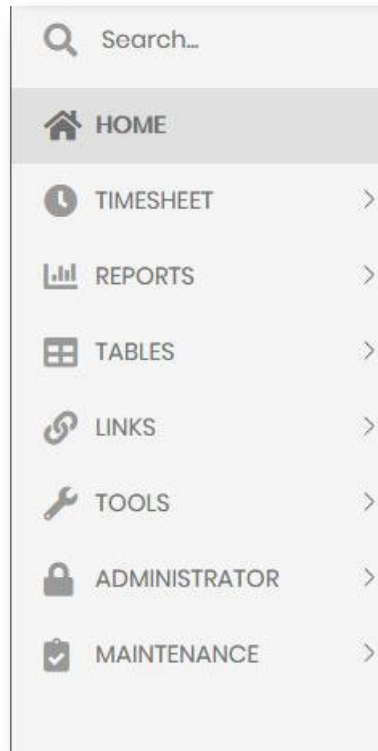 Search...
HOME
TIMESHEET
REPORTS
TABLES
LINKS
TOOLS
ADMINISTRATOR
MAINTENANCE